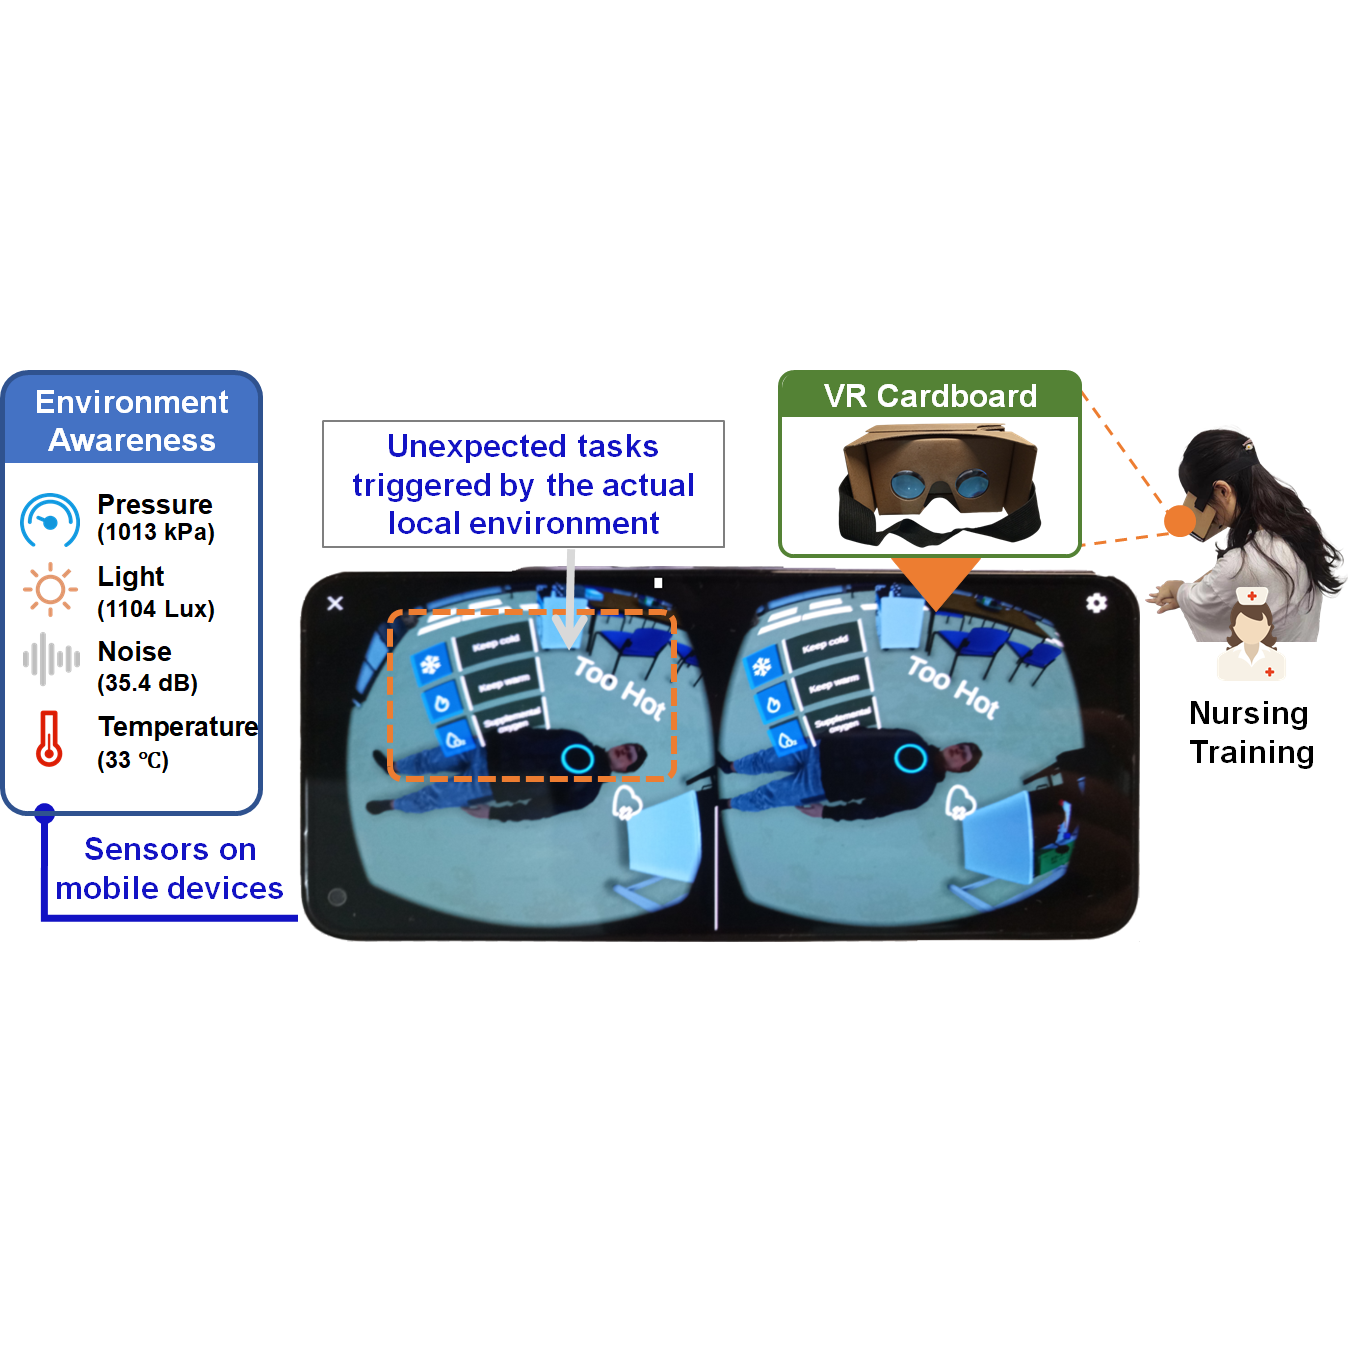 Environment
Awareness
Pressure
(1013 kPa)
Light
(1104 Lux)
Noise
(35.4 dB)
Temperature
(33 ℃)
Sensors on
mobile devices
Unexpected tasks
triggered by the actual
local environment
VR Cardboard
Keep cold
Keep warm
Supplemental
oxygen
Too Hot
Keep cold
Keep warm
Supplemental
oxygen
Too Hot
Nursing
Training